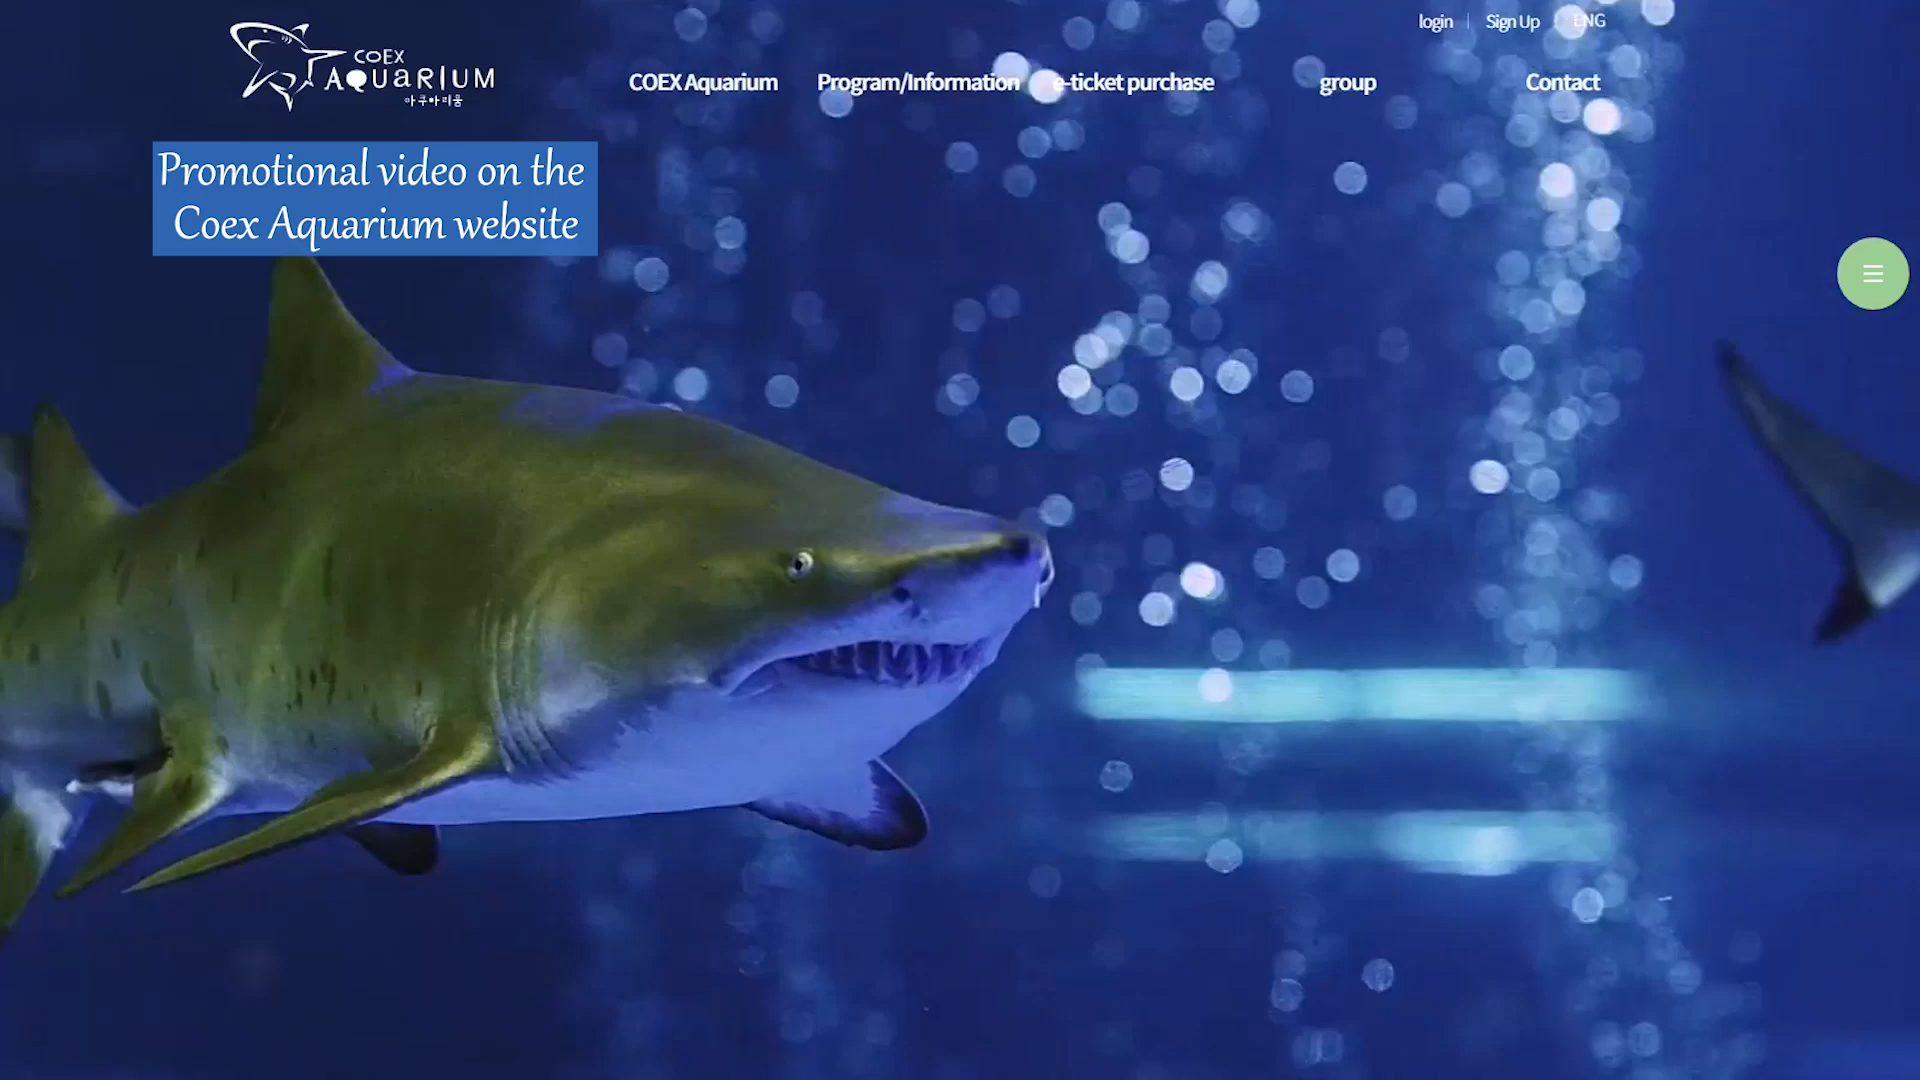 login | Sign Up
ENG
COEX
AQUARIUM
아쿠아리움
COEX Aquarium
Program/Information
e-ticket purchase
group
Contact
Promotional video on the
Coex Aquarium website